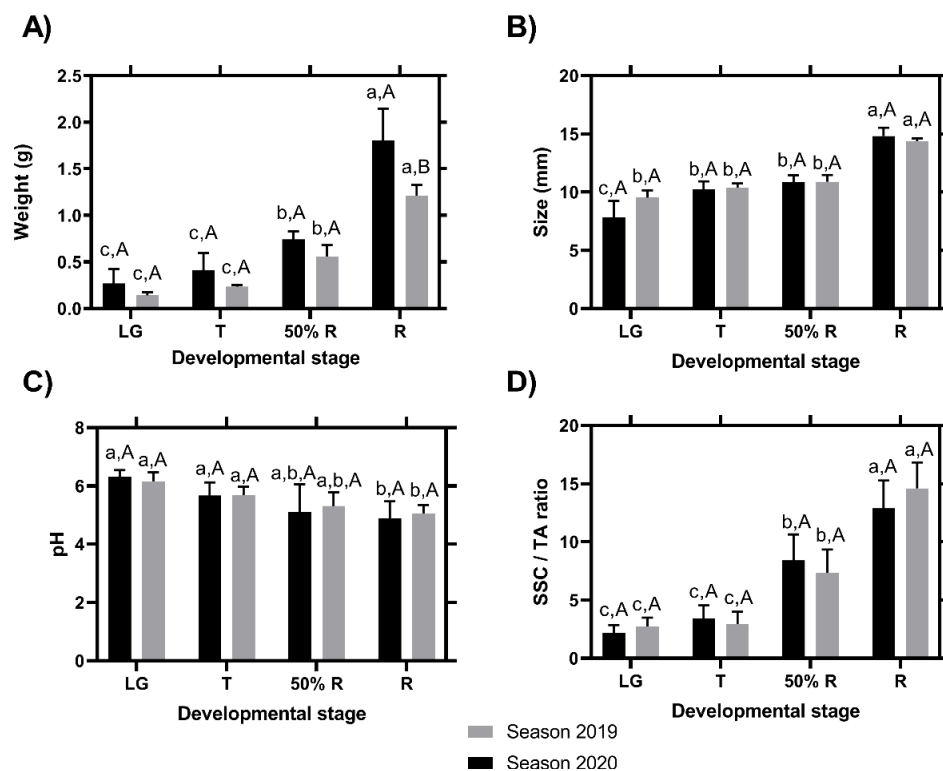 A)
2.5
2.0
1.5
1.0
0.5
0.0
Weight (g)
c,A
c,A
c,A
c,A
b,A
b,A
a,A
a,B
LG
T
50% R
R
Developmental stage
B)
20
15
10
5
0
Size (mm)
c,A
b,A
b,A
b,A
b,A
b,A
a,A
a,A
LG
T
50% R
R
Developmental stage
C)
8
6
4
2
0
pH
a,A
a,A
a,A
a,A
a,b,A
a,b,A
b,A
b,A
LG
T
50% R
R
Developmental stage
D)
20
15
10
5
0
SSC / TA ratio
c,A
c,A
c,A
c,A
b,A
b,A
a,A
a,A
LG
T
50% R
R
Developmental stage
Season 2019
Season 2020